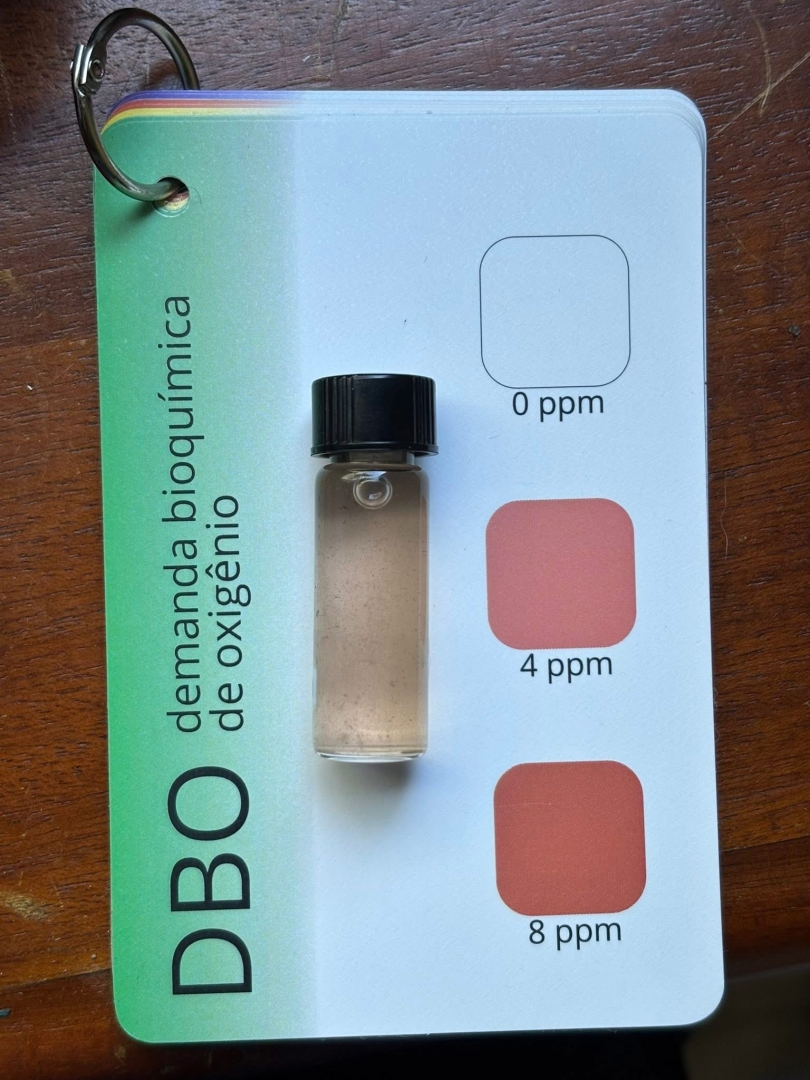 DBO
demanda bioquímica
de oxigênio
0 ppm
4 ppm
8 ppm